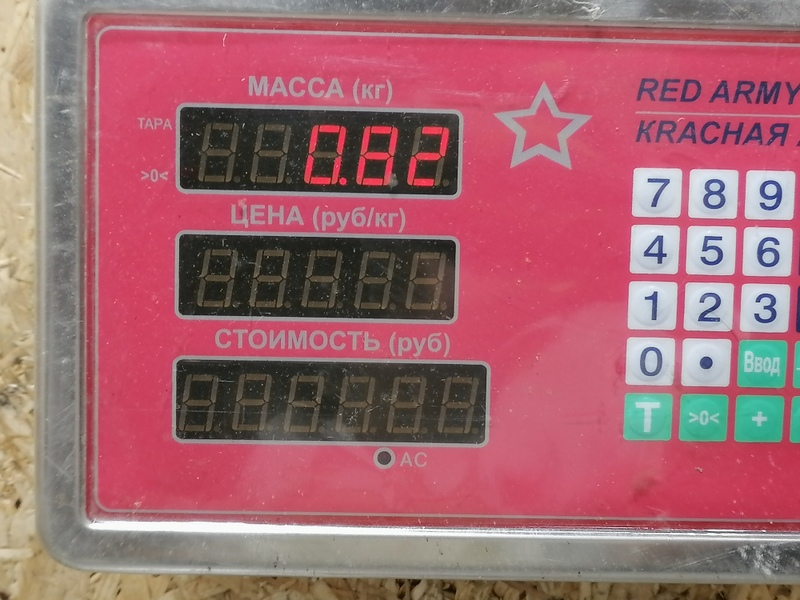 МАССА (кг)
ТАРА
0.82
>0<
ЦЕНА (руб/кг)
СТОИМОСТЬ (руб)
AC
RED ARMY
КРАСНАЯ
7 8 9
4 5 6
1 2 3
0 • Ввод
T >0< +